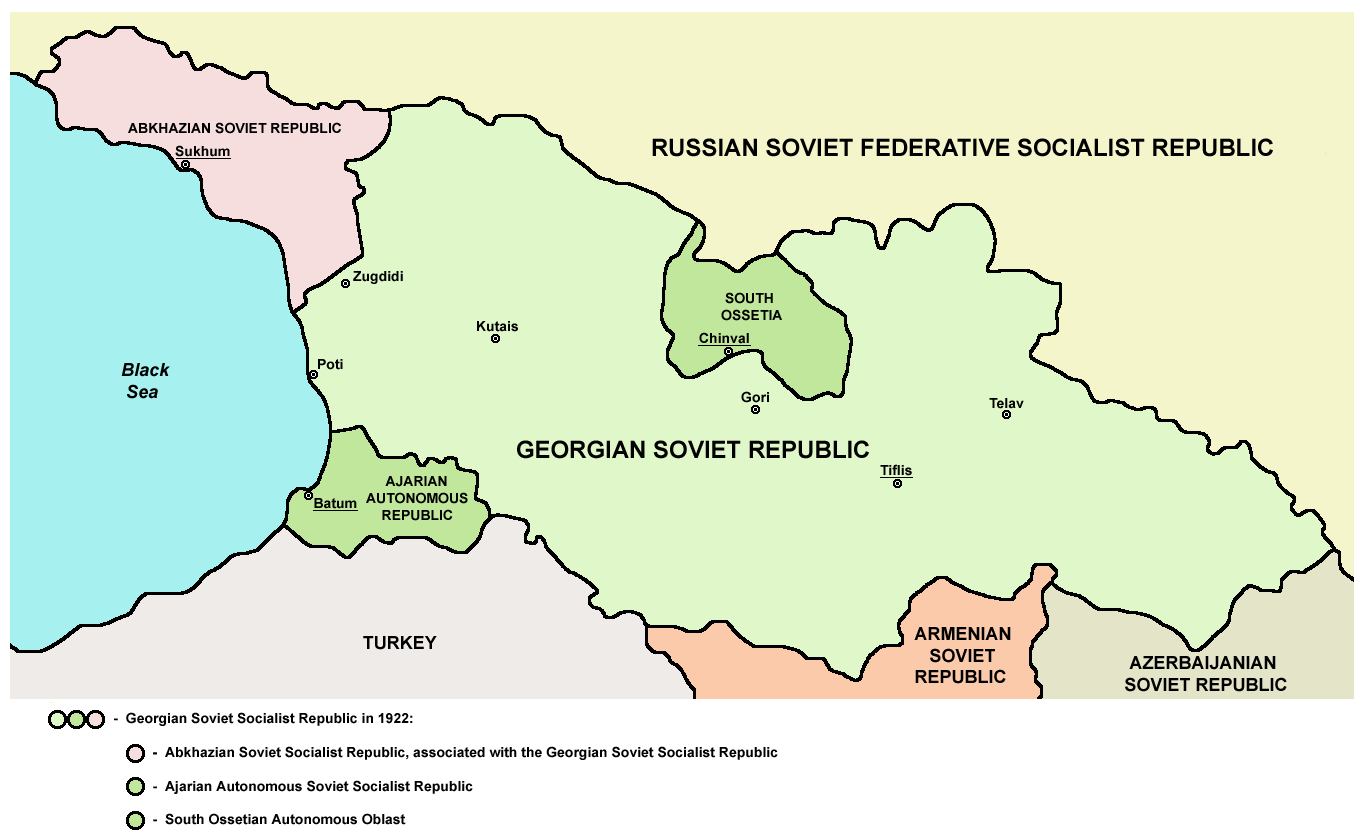 ABKHAZIAN SOVIET REPUBLIC
Sukhum
RUSSIAN SOVIET FEDERATIVE SOCIALIST REPUBLIC
Zugdidi
SOUTH
OSSETIA
Kutais
Chinval
Black
Sea
Poti
Gori
Telav
GEORGIAN SOVIET REPUBLIC
Tiflis
AJARIAN
AUTONOMOUS
REPUBLIC
Batum
TURKEY
ARMENIAN
SOVIET
REPUBLIC
AZERBAIJANIAN
SOVIET REPUBLIC
- Georgian Soviet Socialist Republic in 1922:
- Abkhazian Soviet Socialist Republic, associated with the Georgian Soviet Socialist Republic
- Ajarian Autonomous Soviet Socialist Republic
- South Ossetian Autonomous Oblast